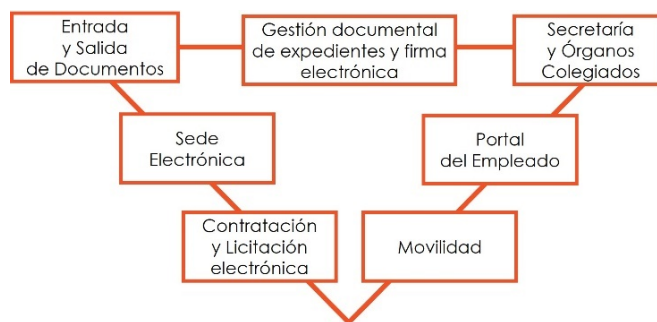 Entrada
y Salida
de Documentos
Gestión documental
de expedientes y firma
electrónica
Secretaría
y Órganos
Colegiados
Sede
Electrónica
Portal
del Empleado
Contratación
y Licitación
electrónica
Movilidad